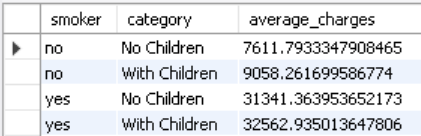 smoker category average_charges
no No Children 7611.7933347908465
no With Children 9058.261699586774
yes No Children 31341.363953652173
yes With Children 32562.935013647806